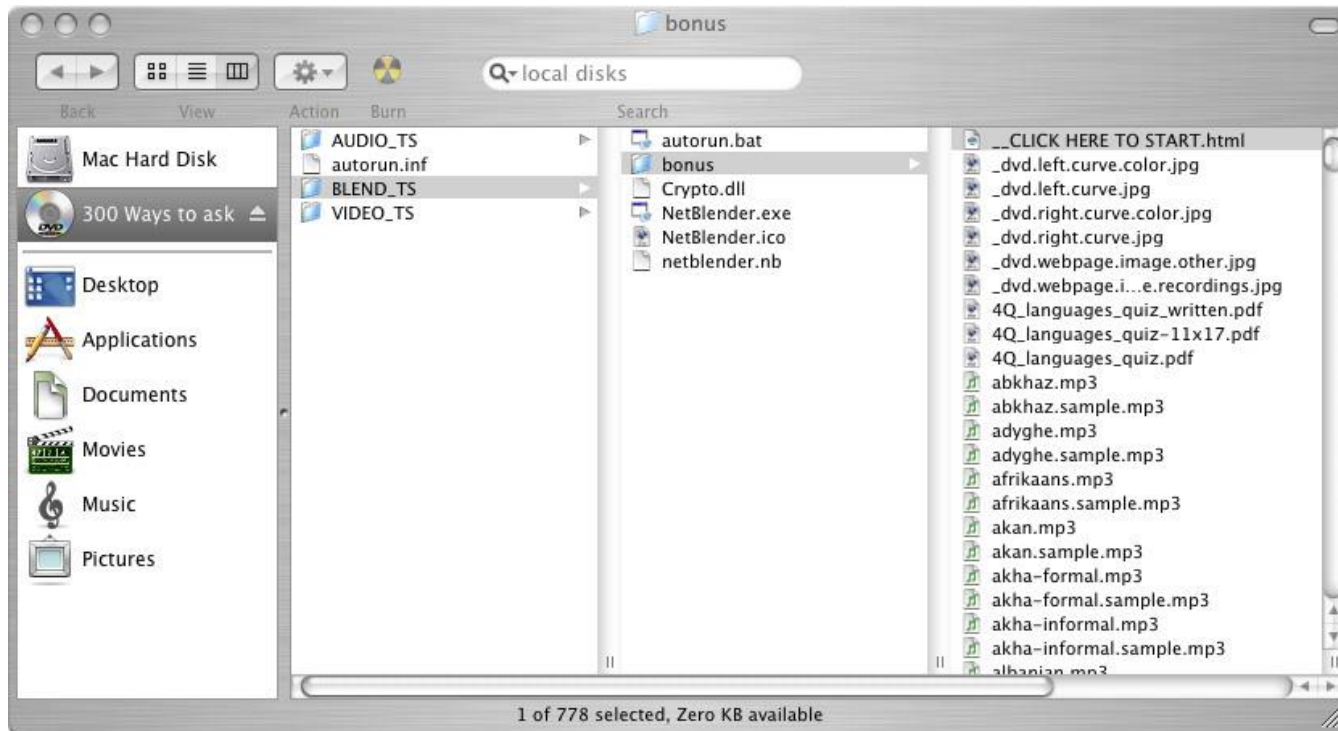 bonus
local disks
Back View Action Burn Search
Mac Hard Disk
300 Ways to ask
Desktop
Applications
Documents
Movies
Music
Pictures
AUDIO_TS
autorun.inf
BLEND_TS
VIDEO_TS
autorun.bat
bonus
Crypto.dll
NetBlender.exe
NetBlender.ico
netblender.nb
__CLICK HERE TO START.html
_dvd.left.curve.color.jpg
_dvd.left.curve.jpg
_dvd.right.curve.color.jpg
_dvd.right.curve.jpg
_dvd.webpage.image.other.jpg
_dvd.webpage.i...e.recordings.jpg
4Q_languages_quiz_written.pdf
4Q_languages_quiz-11x17.pdf
4Q_languages_quiz.pdf
abkhaz.mp3
abkhaz.sample.mp3
adyghe.mp3
adyghe.sample.mp3
afrikaans.mp3
afrikaans.sample.mp3
akan.mp3
akan.sample.mp3
akha-formal.mp3
akha-formal.sample.mp3
akha-informal.mp3
akha-informal.sample.mp3
albanian.mp3
1 of 778 selected, Zero KB available